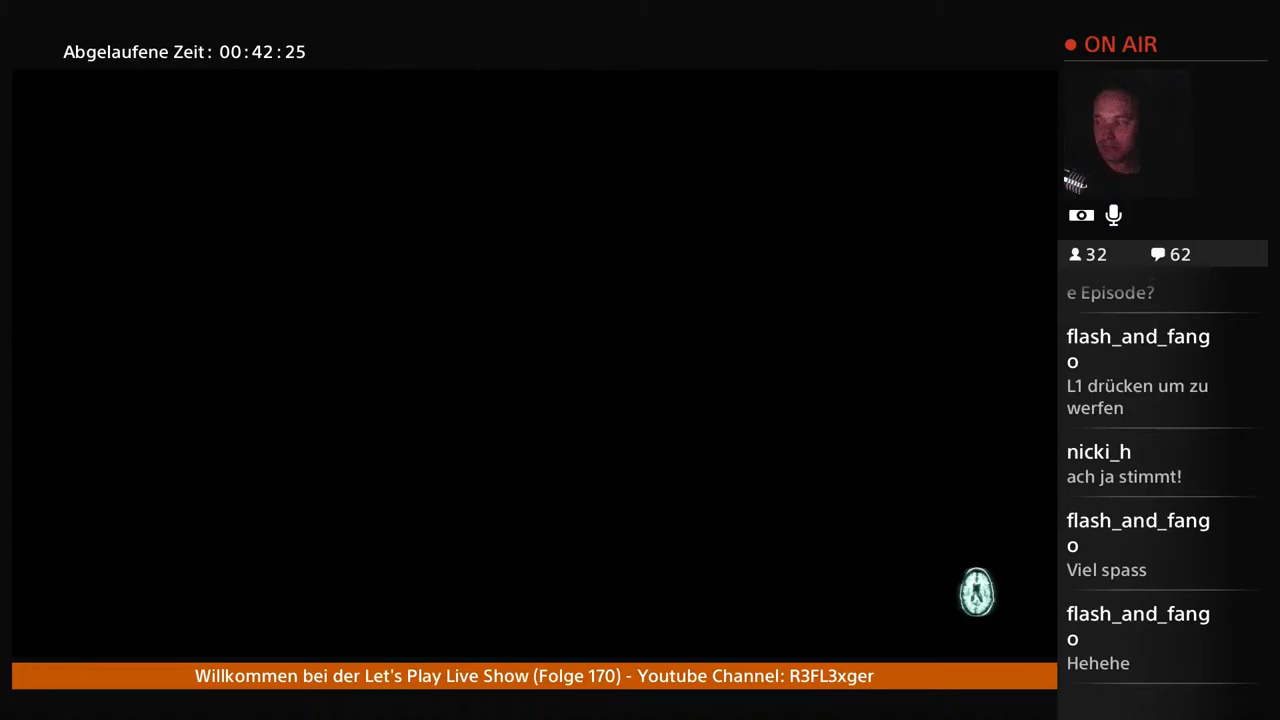 Abgelaufene Zeit: 00:42:25
ON AIR
32 62
e Episode?
flash_and_fang
o
L1 drücken um zu
werfen
nicki_h
ach ja stimmt!
flash_and_fang
o
Viel spass
flash_and_fang
o
Hehehe
Willkommen bei der Let's Play Live Show (Folge 170) - Youtube Channel: R3FL3xger